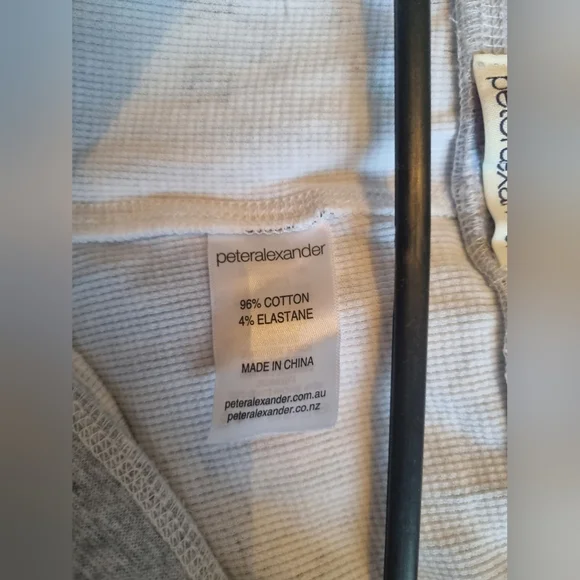 peteralexander
96% COTTON
4% ELASTANE
MADE IN CHINA
peteralexander.com.au
peteralexander.co.nz